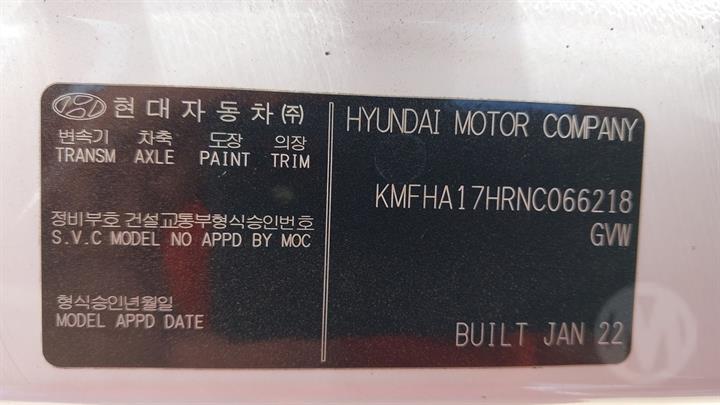 현대자동차(주)
변속기 차축 도장 의장
TRANSM AXLE PAINT TRIM
정비부호 건설교통부형식승인번호
S.V.C MODEL NO APPD BY MOC
형식승인년월일
MODEL APPD DATE
HYUNDAI MOTOR COMPANY
KMFHA17HRNC066218
GVW
BUILT JAN 22